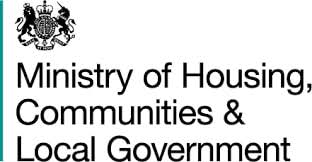 Ministry of Housing,
Communities &
Local Government